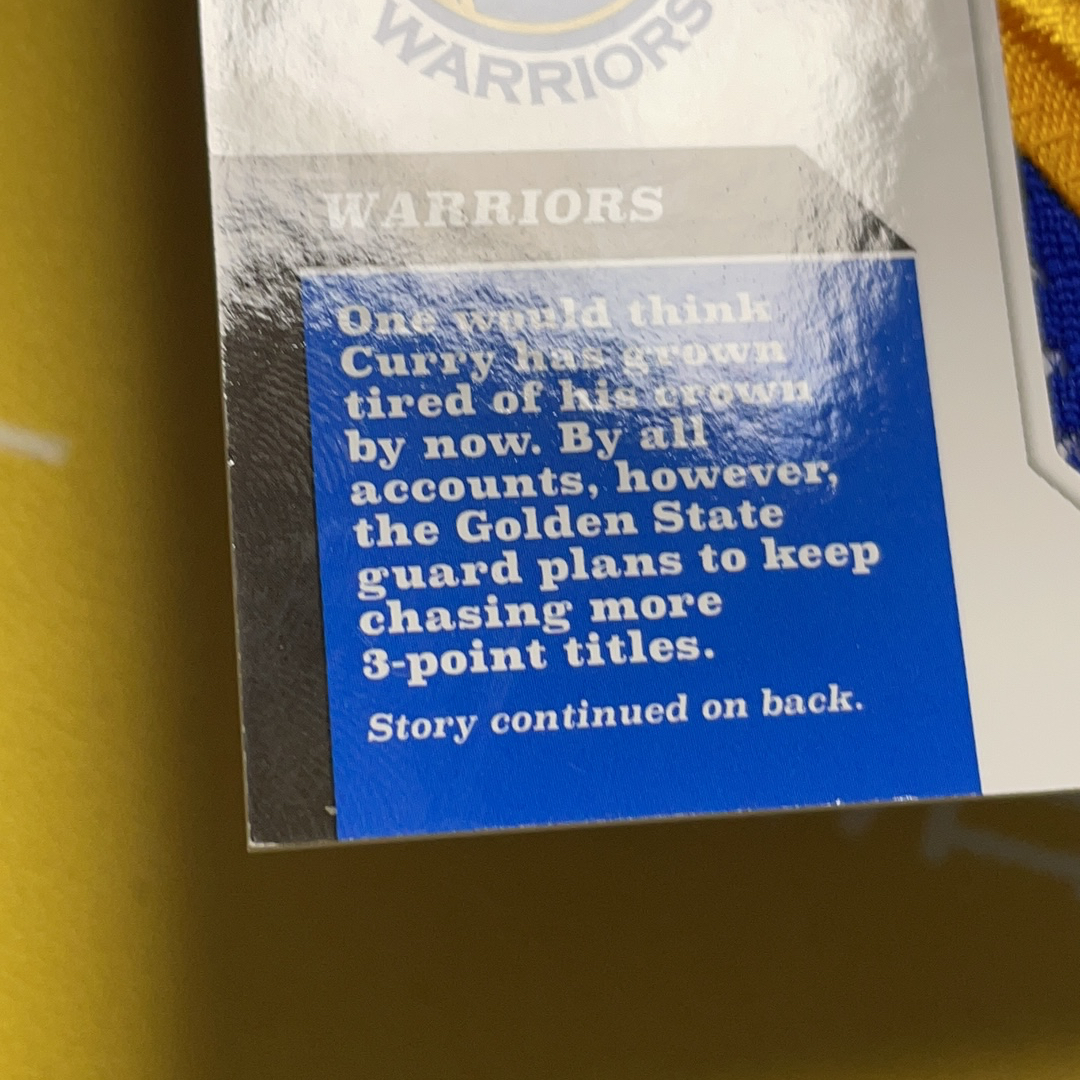 WARRIORS
WARRIORS
One would think
Curry has grown
tired of his crown
by now. By all
accounts, however,
the Golden State
guard plans to keep
chasing more
3-point titles.
Story continued on back.